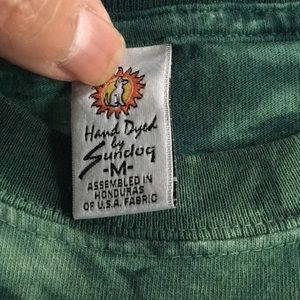 Hand Dyed
by
Sundog
-M-
ASSEMBLED IN
HONDURAS
OF U.S.A. FABRIC